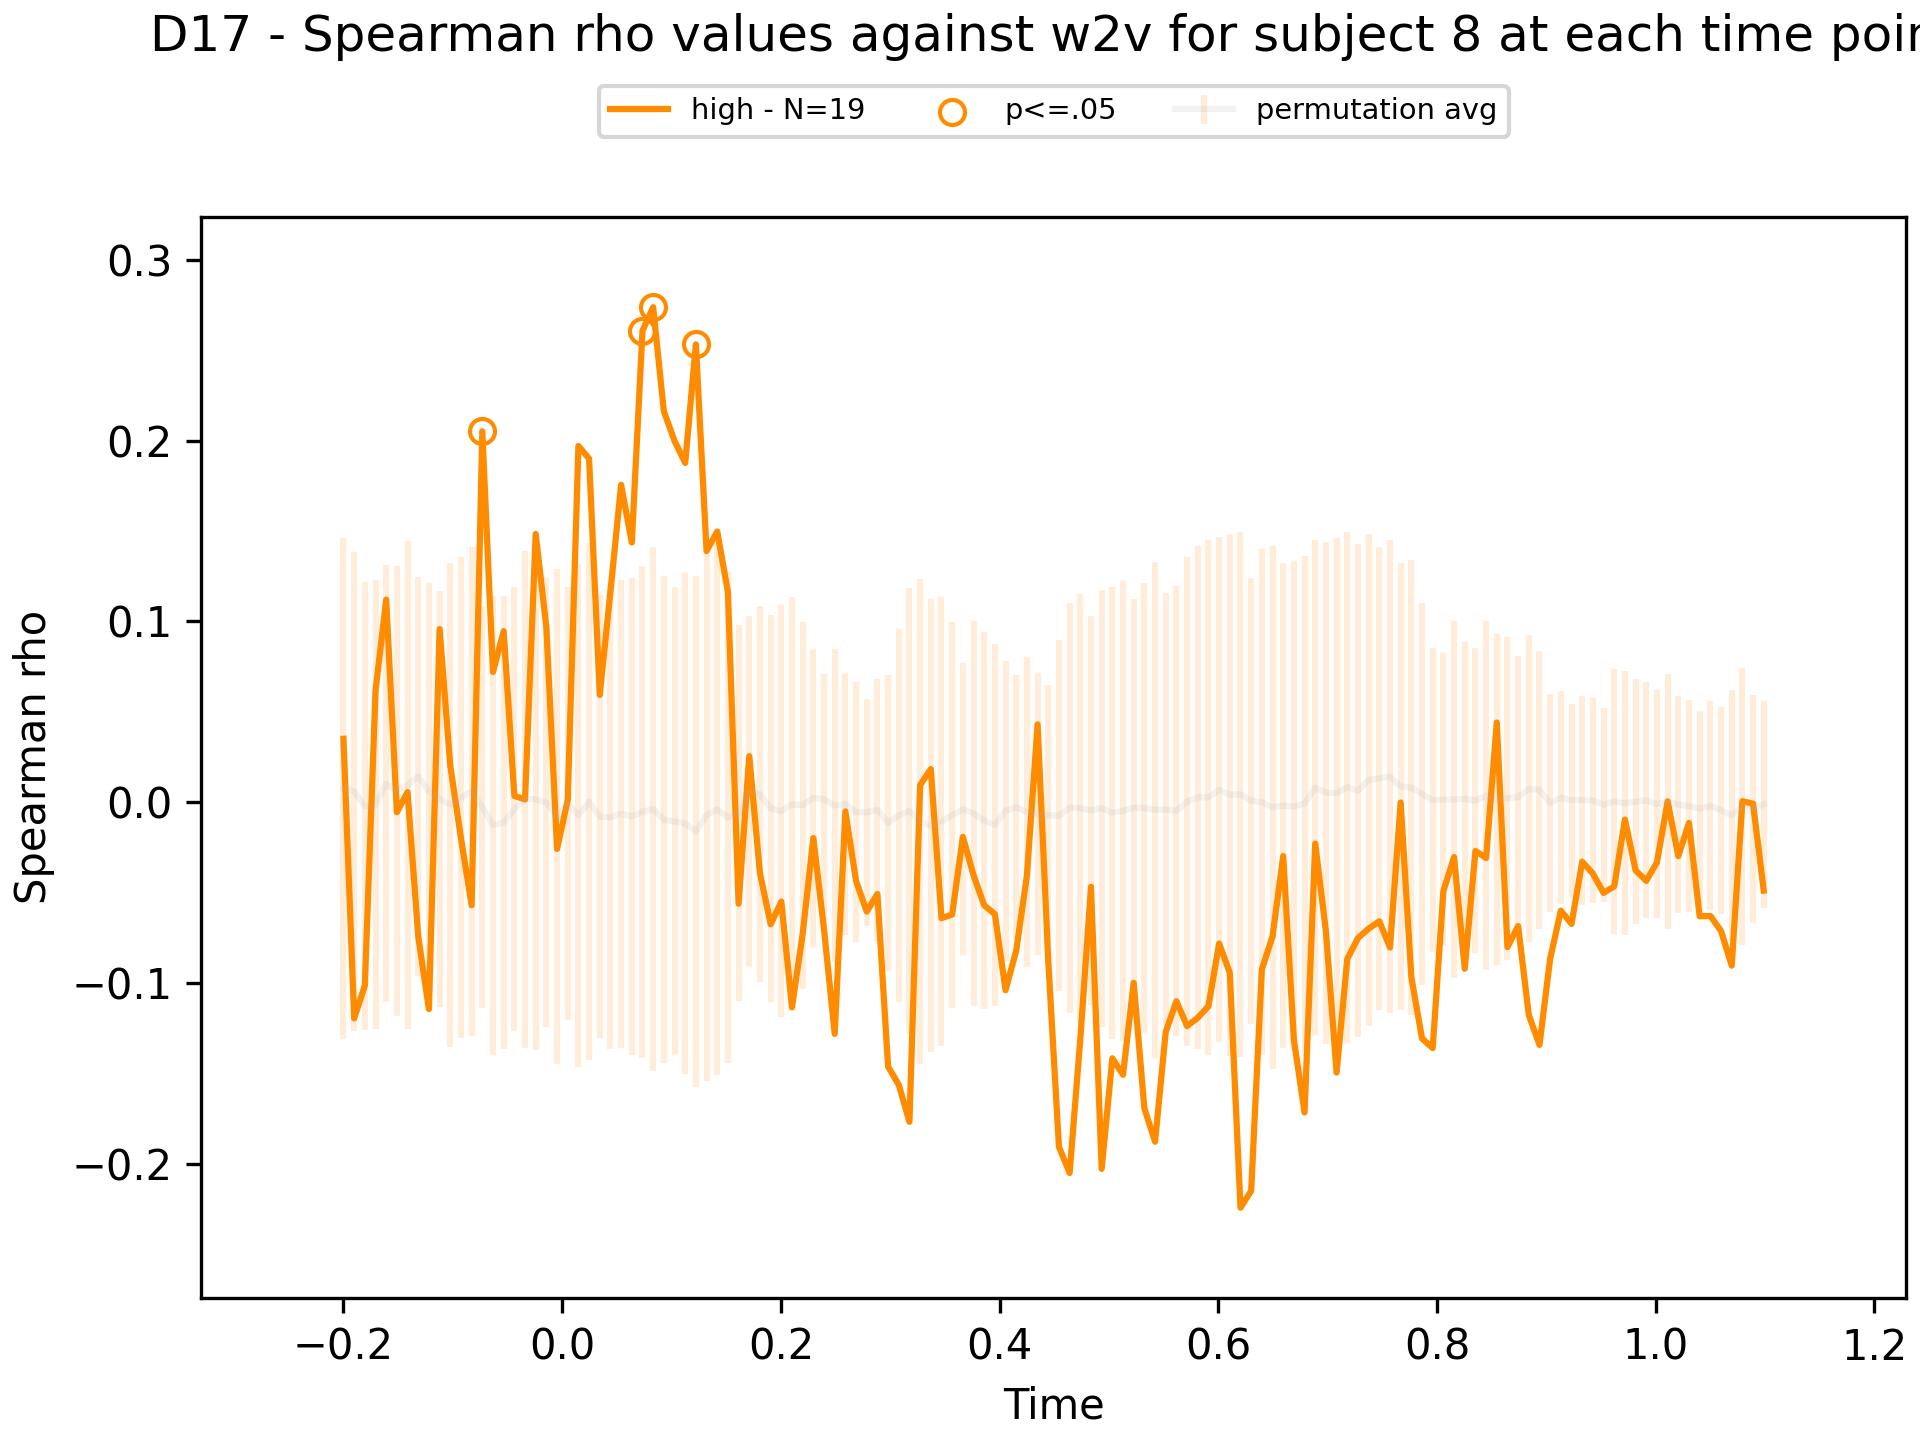 D17 - Spearman rho values against w2v for subject 8 at each time
high - N=19 p<=.05 permutation avg
Spearman rho
0.3
0.2
0.1
0.0
−0.1
−0.2
−0.2 0.0 0.2 0.4 0.6 0.8 1.0 1.2
Time